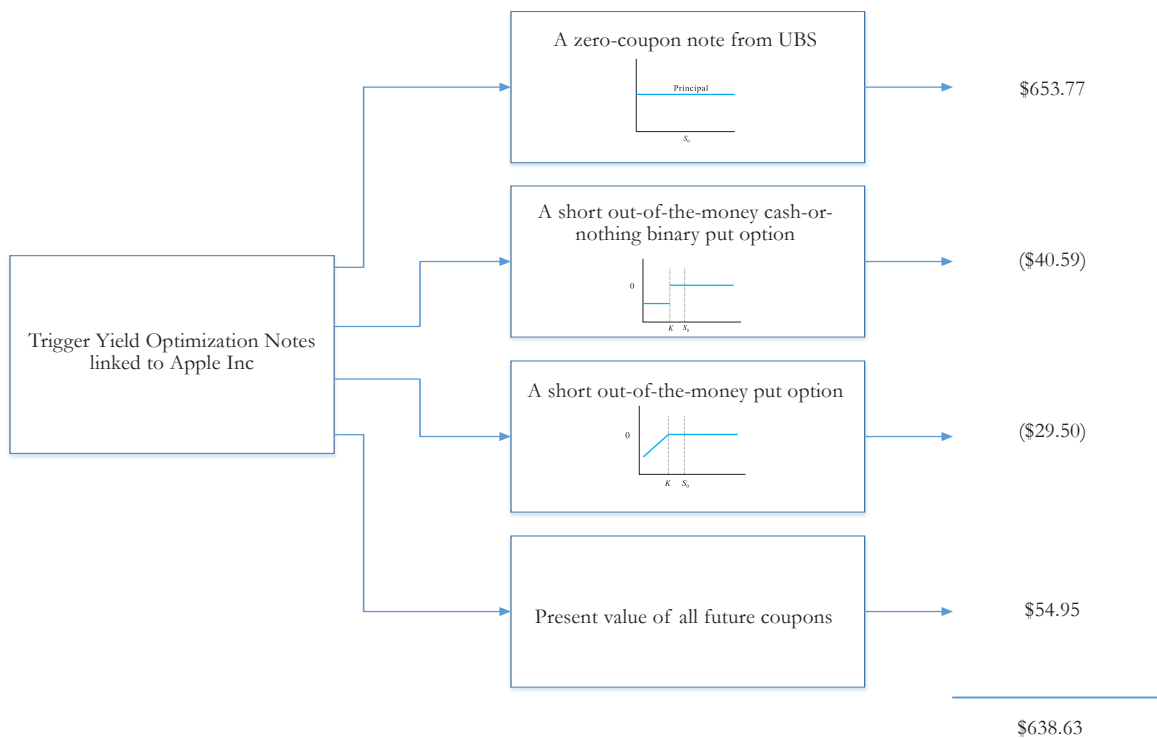 A zero-coupon note from UBS
Principal
S0
$653.77
A short out-of-the-money cash-or-
nothing binary put option
0
K S0
($40.59)
Trigger Yield Optimization Notes
linked to Apple Inc
A short out-of-the-money put option
0
K S0
($29.50)
Present value of all future coupons
$54.95
$638.63